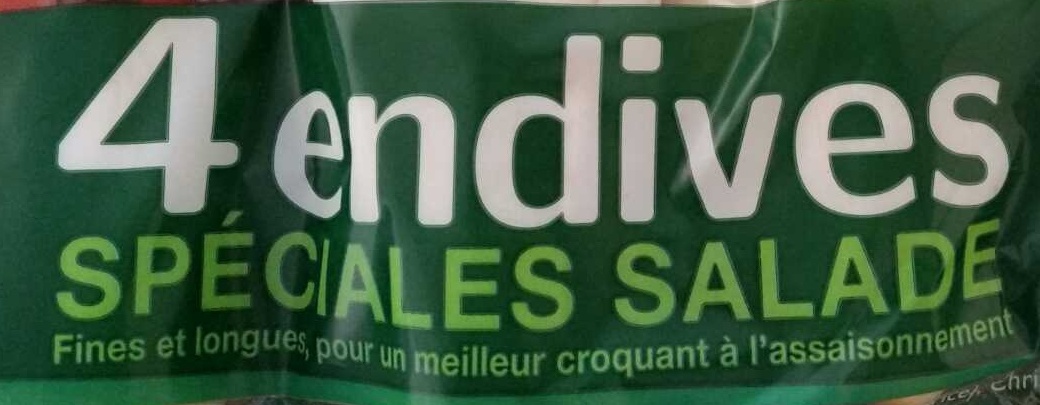 4 endives
SPÉCIALES SALADE
Fines et longues, pour un meilleur croquant à l'assaisonnement